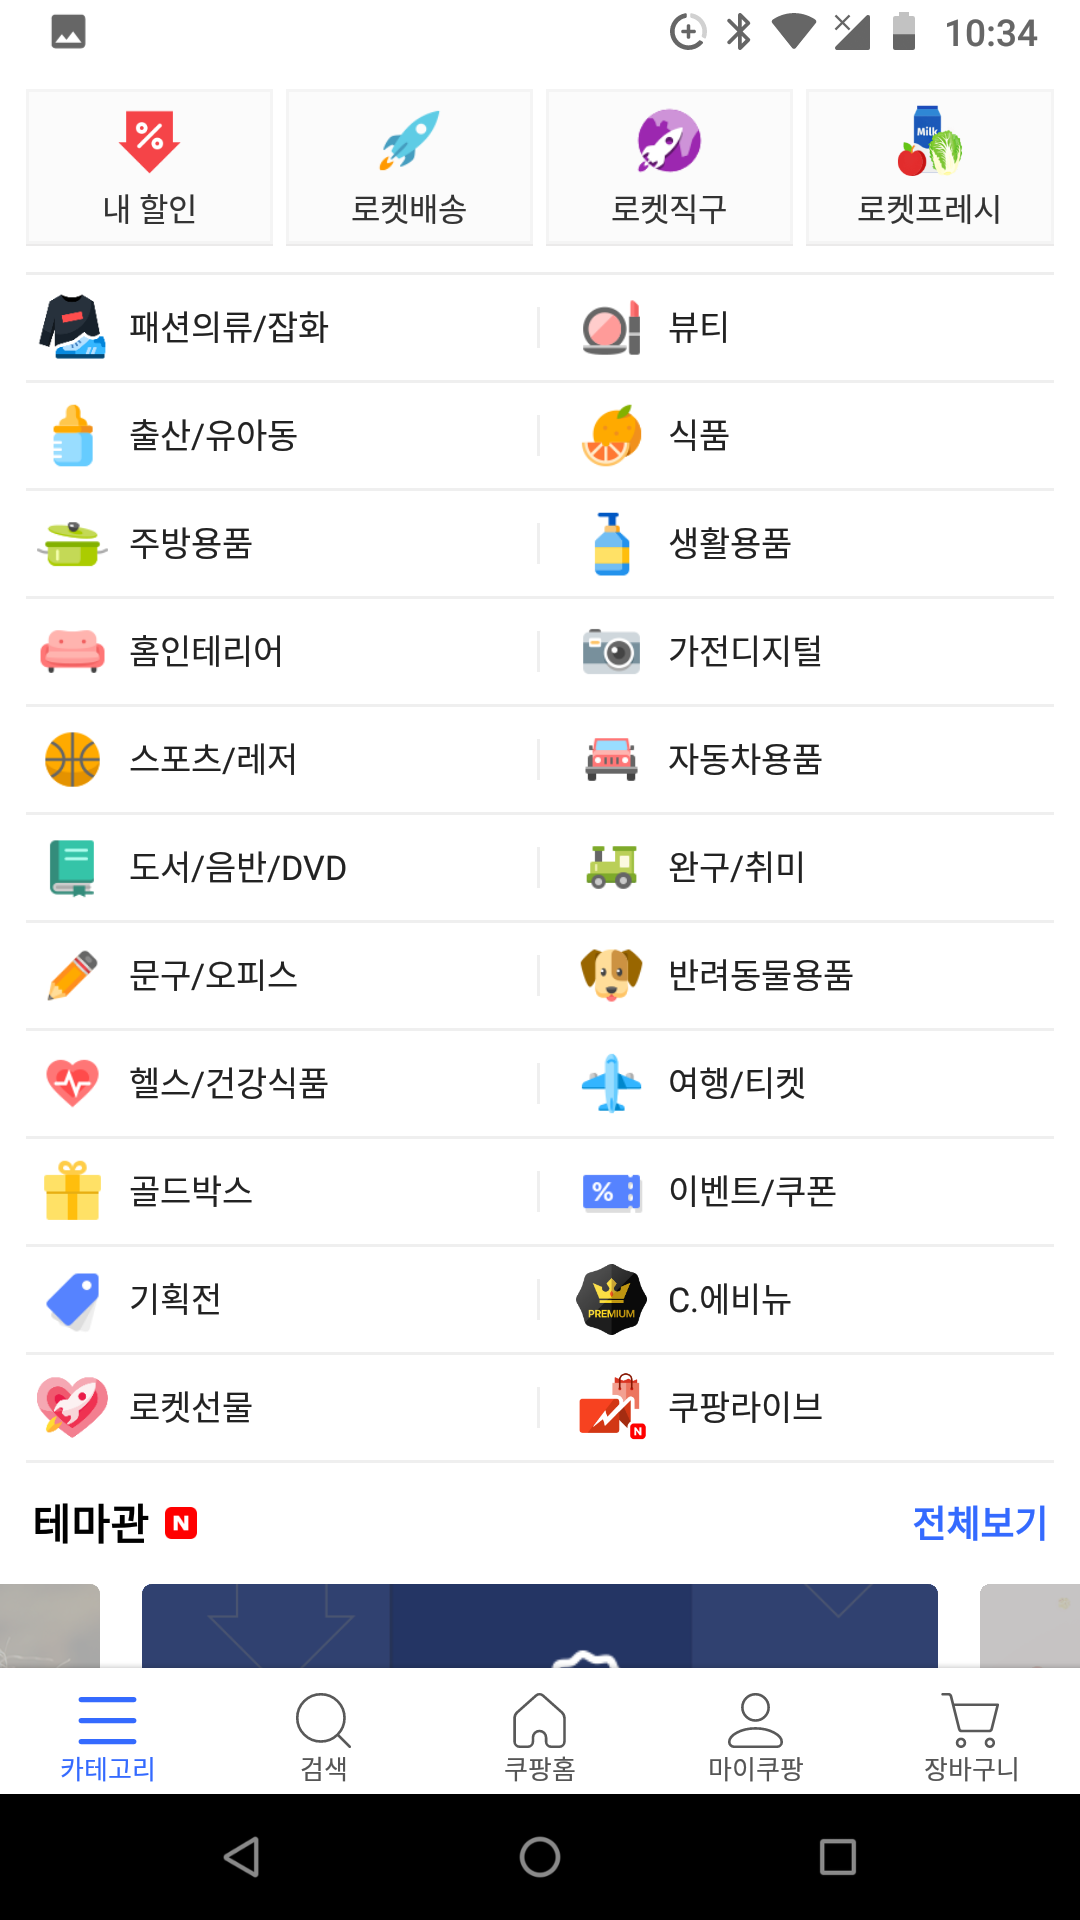 10:34
Milk
내 할인
로켓배송
로켓직구
로켓프레시
패션의류/잡화
뷰티
출산/유아동
식품
주방용품
생활용품
홈인테리어
가전디지털
스포츠/레저
자동차용품
도서/음반/DVD
완구/취미
문구/오피스
반려동물용품
헬스/건강식품
여행/티켓
골드박스
%
이벤트/쿠폰
기획전
PREMIUM
C.에비뉴
로켓선물
N
쿠팡라이브
테마관 N
전체보기
카테고리
검색
쿠팡홈
마이쿠팡
장바구니